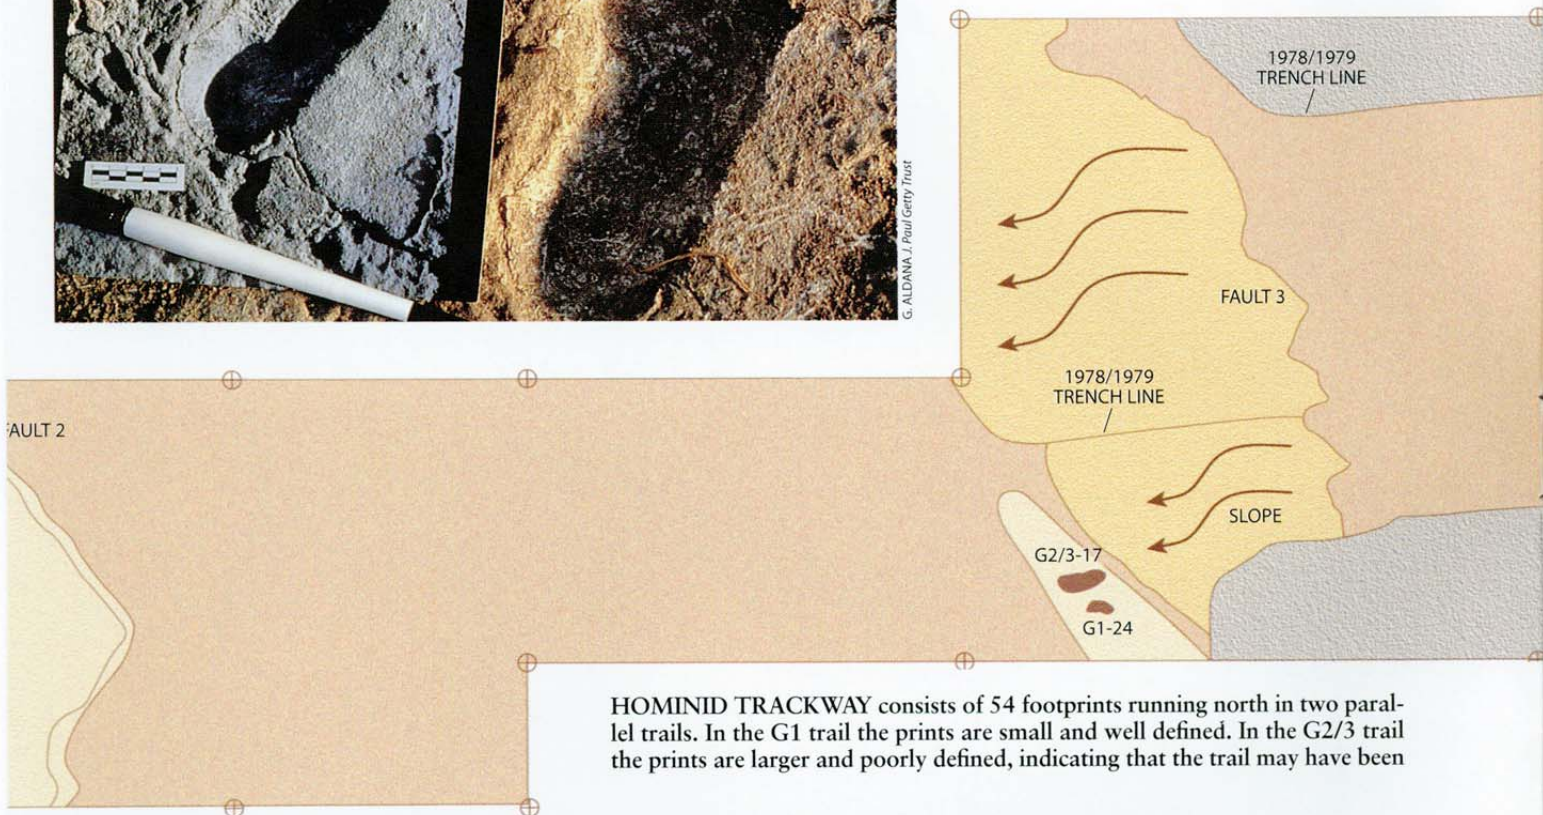 1978/1979
TRENCH LINE
G. ALDANA J. Paul Getty Trust
FAULT 3
1978/1979
TRENCH LINE
FAULT 2
SLOPE
G2/3-17
G1-24
HOMINID TRACKWAY consists of 54 footprints running north in two paral-
lel trails. In the G1 trail the prints are small and well defined. In the G2/3 trail
the prints are larger and poorly defined, indicating that the trail may have been